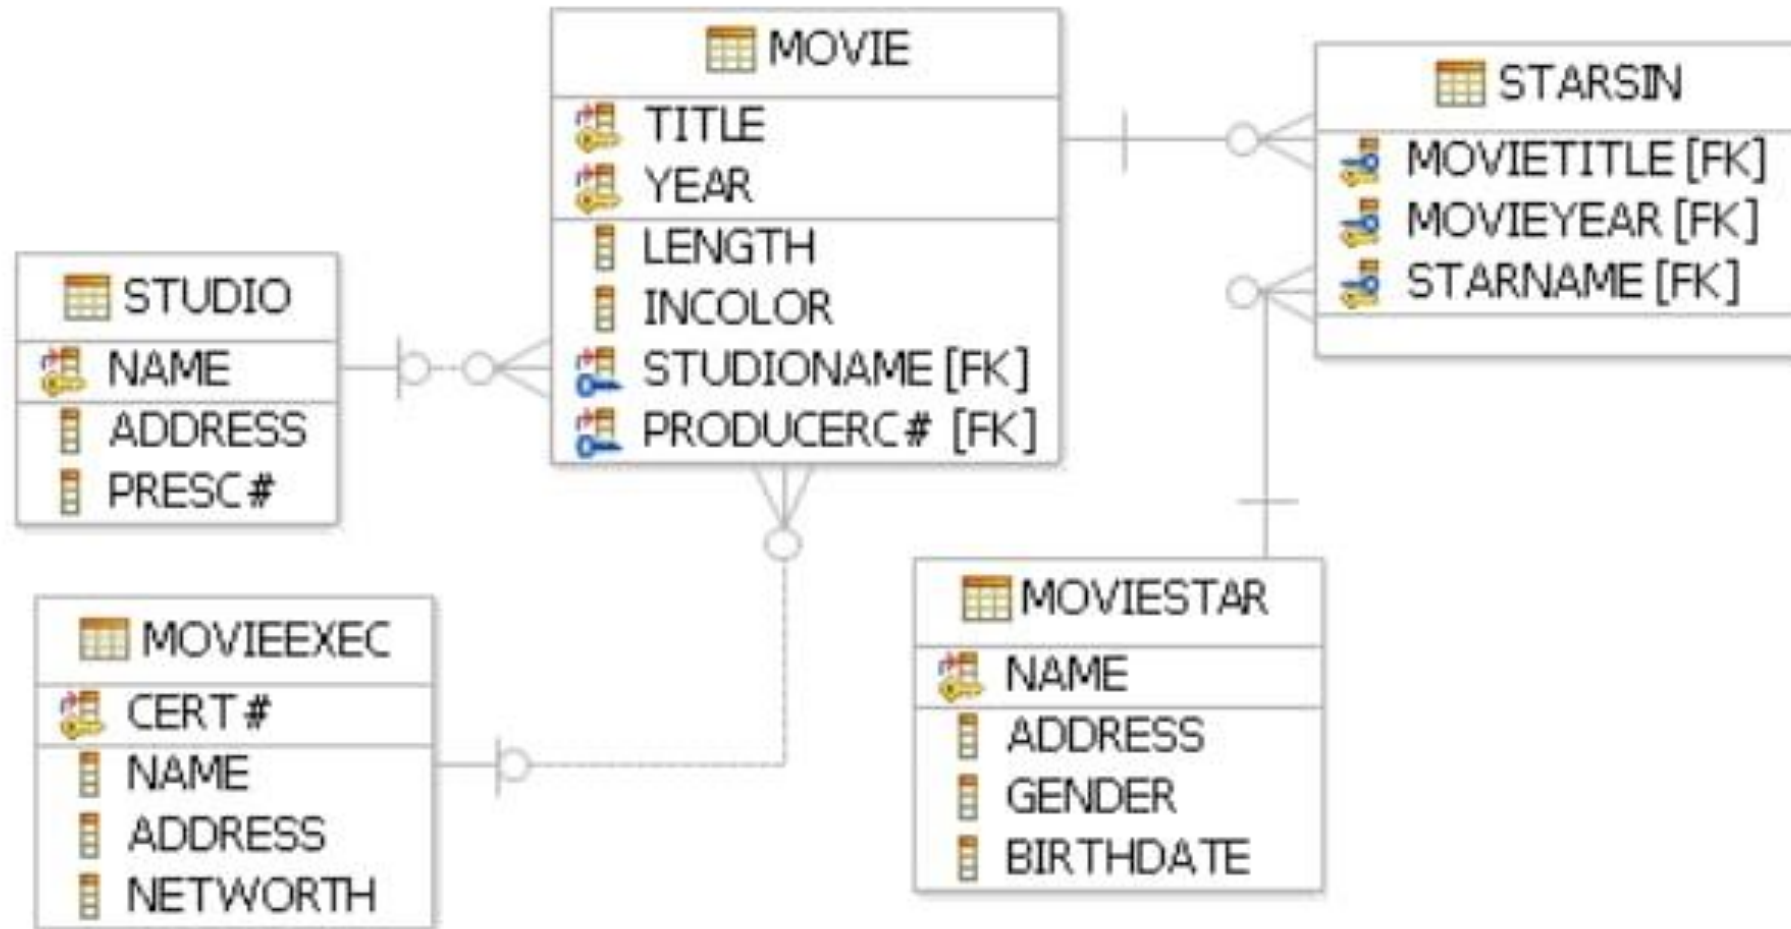 MOVIE
TITLE
YEAR
LENGTH
INCOLOR
STUDIONAME [FK]
PRODUCERC# [FK]
STARSIN
MOVIETITLE [FK]
MOVIEYEAR [FK]
STARNAME [FK]
STUDIO
NAME
ADDRESS
PRESC#
MOVIEEXEC
CERT#
NAME
ADDRESS
NETWORTH
MOVIESTAR
NAME
ADDRESS
GENDER
BIRTHDATE